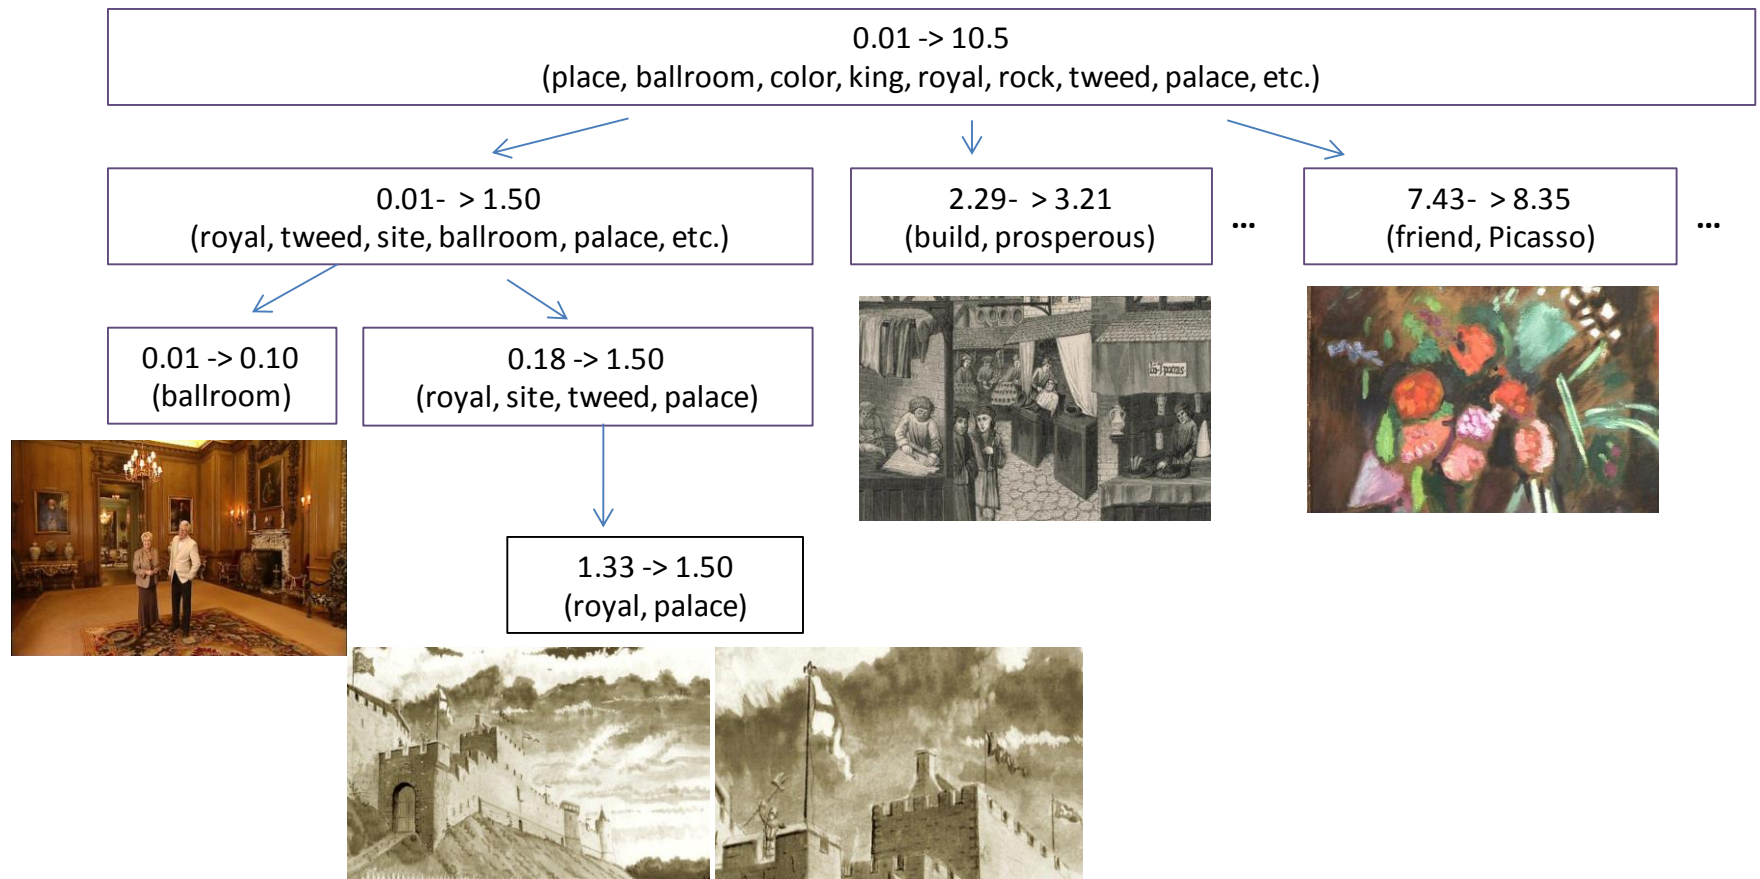 0.01 -> 10.5
(place, ballroom, color, king, royal, rock, tweed, palace, etc.)
0.01- > 1.50
(royal, tweed, site, ballroom, palace, etc.)
2.29- > 3.21
(build, prosperous)
...
7.43- > 8.35
(friend, Picasso)
...
0.01 -> 0.10
(ballroom)
0.18 -> 1.50
(royal, site, tweed, palace)
1.33 -> 1.50
(royal, palace)